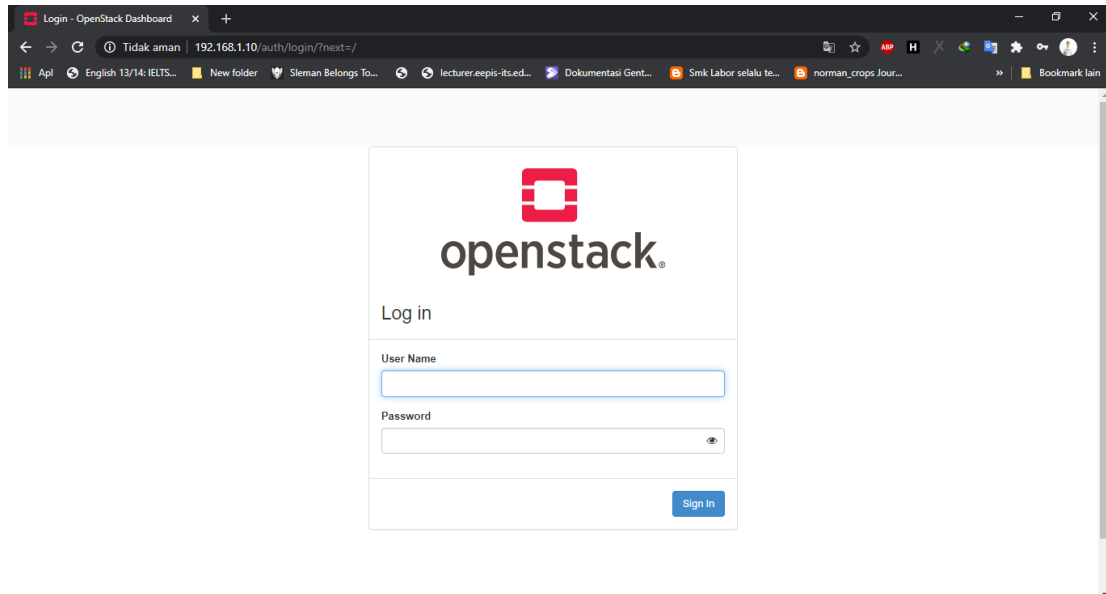 Login - OpenStack Dashboard
Tidak aman | 192.168.1.10/auth/login/?next=/
ABP
H
Apl English 13/14: IELTS... New folder Sleman Belongs To... lecturer.eepis-its.ed... Dokumentasi Gent... Smk Labor selalu te... norman_crops Jour... » Bookmark lain
openstack®
Log in
User Name
Password
Sign In